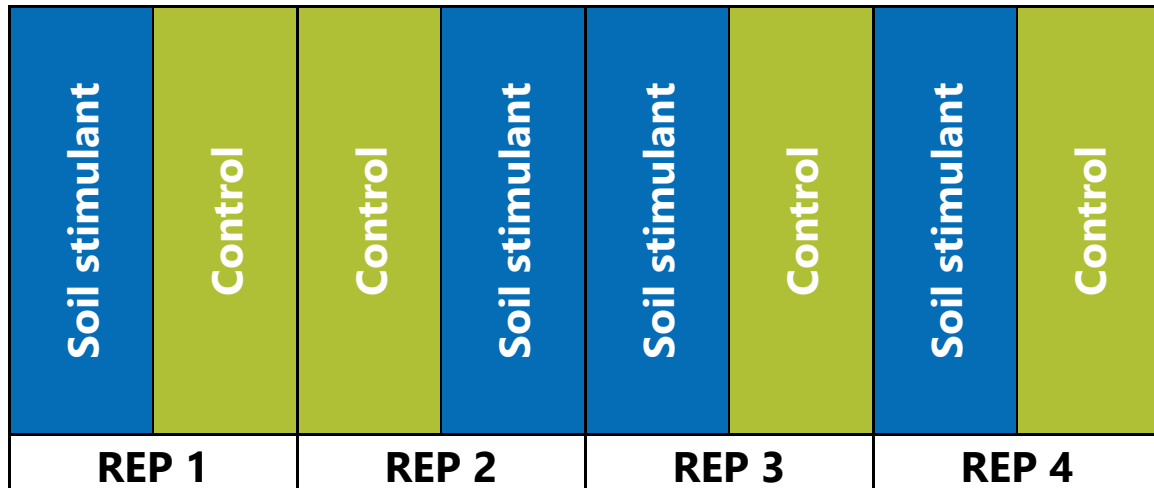 Soil stimulant
Control
Control
Soil stimulant
Soil stimulant
Control
Soil stimulant
Control
REP 1
REP 2
REP 3
REP 4